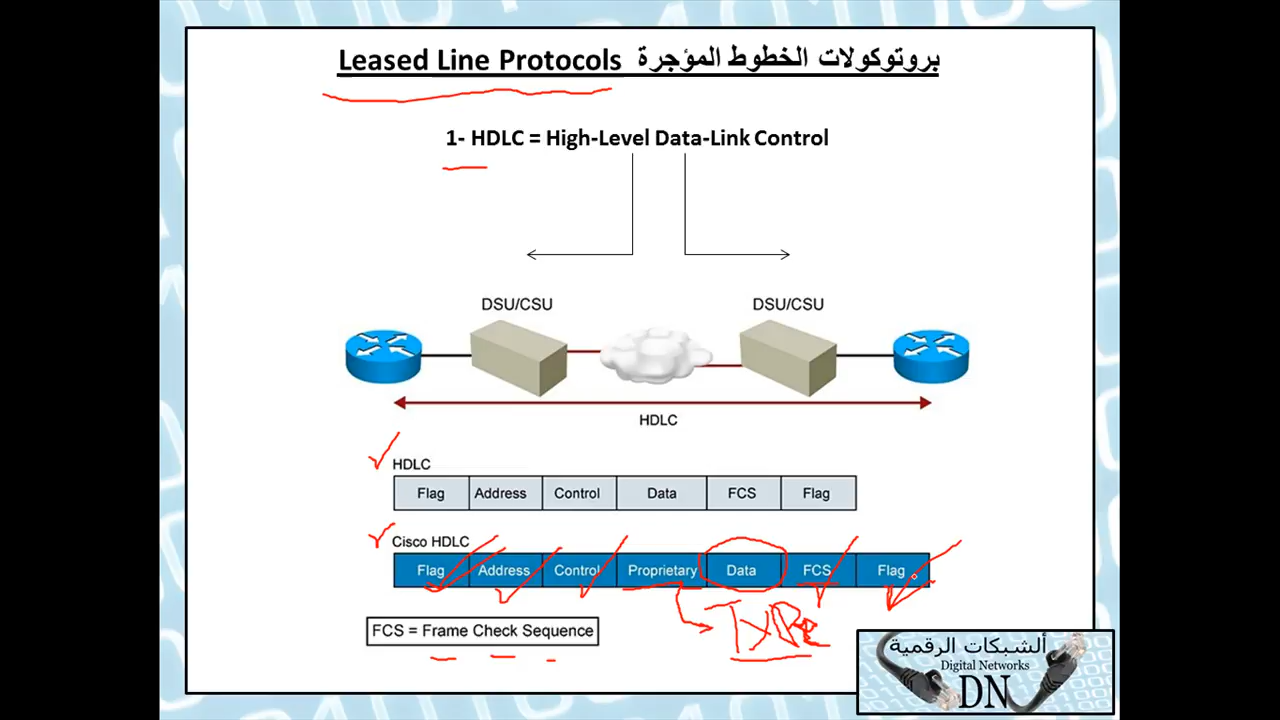 Leased Line Protocols بروتوكولات الخطوط المؤجرة
1- HDLC = High-Level Data-Link Control
DSU/CSU DSU/CSU
HDLC
HDLC
Flag Address Control Data FCS Flag
Cisco HDLC
Flag Address Control Proprietary Data FCS Flag
TYPe
FCS = Frame Check Sequence
ألشبكات الرقمية
Digital Networks
DN